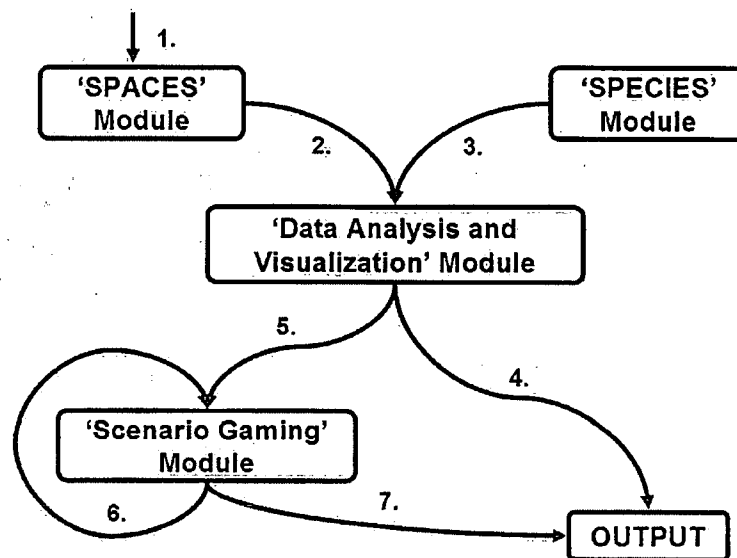 1.
‘SPACES’
Module
‘SPECIES’
Module
2.
3.
‘Data Analysis and
Visualization’ Module
5.
4.
‘Scenario Gaming’
Module
6.
7.
OUTPUT